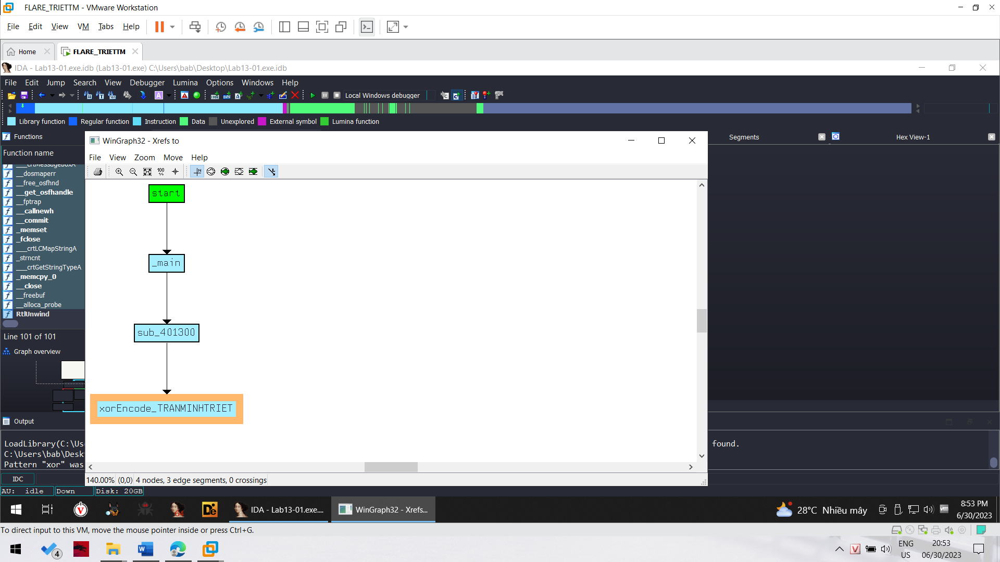 FLARE_TRIETTM - VMware Workstation
File Edit View VM Tabs Help
Home
FLARE_TRIETTM
IDA - Lab13-01.exe.idb (Lab13-01.exe) C:\Users\bab\Desktop\Lab13-01.exe.idb
File Edit Jump Search View Debugger Lumina Options Windows Help
Local Windows debugger
Library function Regular function Instruction Data Unexplored External symbol Lumina function
Functions
WinGraph32 - Xrefs to
Segments
Hex View-1
Function name
File View Zoom Move Help
100 %
___crtMessageBoxA
__dosmaperr
__free_osfhnd
__get_osfhandle
__fptrap
__callnewh
__commit
_memset
_fclose
___crtLCMapStringA
_strncnt
___crtGetStringTypeA
_memcpy_0
__close
__freebuf
__alloca_probe
RtlUnwind
Line 101 of 101
Graph overview
start
_main
sub_401300
xorEncode_TRANMINHTRIET
Output
LoadLibrary(C:\Us
found.
C:\Users\bab\Desk
Pattern "xor" was
IDC
140.00% (0,0) 4 nodes, 3 edge segments, 0 crossings
AU: idle Down Disk: 20GB
64
IDA - Lab13-01.exe....
WinGraph32 - Xrefs...
28°C Nhiều mây
8:53 PM
6/30/2023
To direct input to this VM, move the mouse pointer inside or press Ctrl+G.
4
ENG
US
20:53
06/30/2023